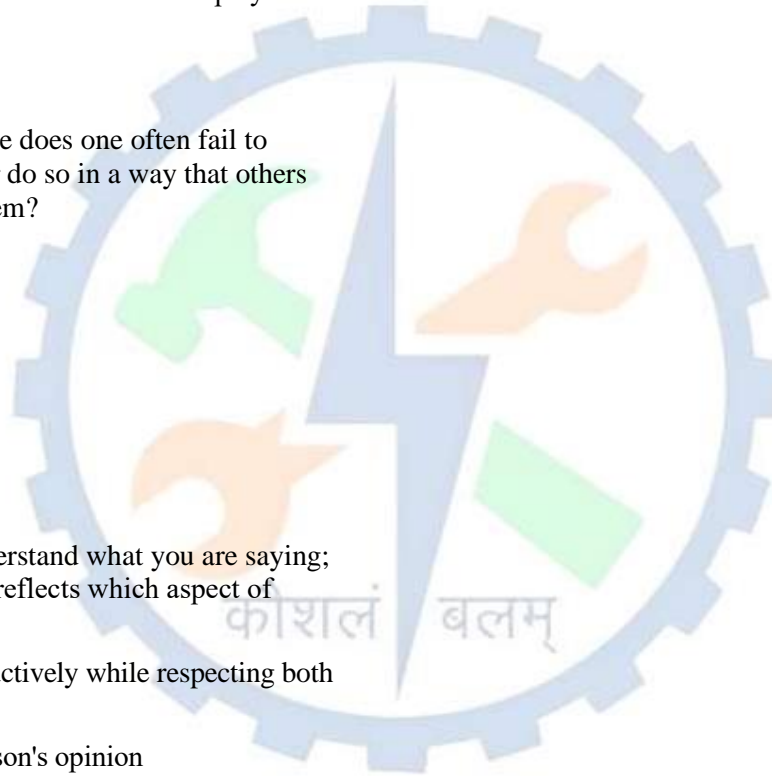 e does one often fail to
do so in a way that others
em?
erstand what you are saying;
reflects which aspect of
कौशलं बलम्
ctively while respecting both
son's opinion